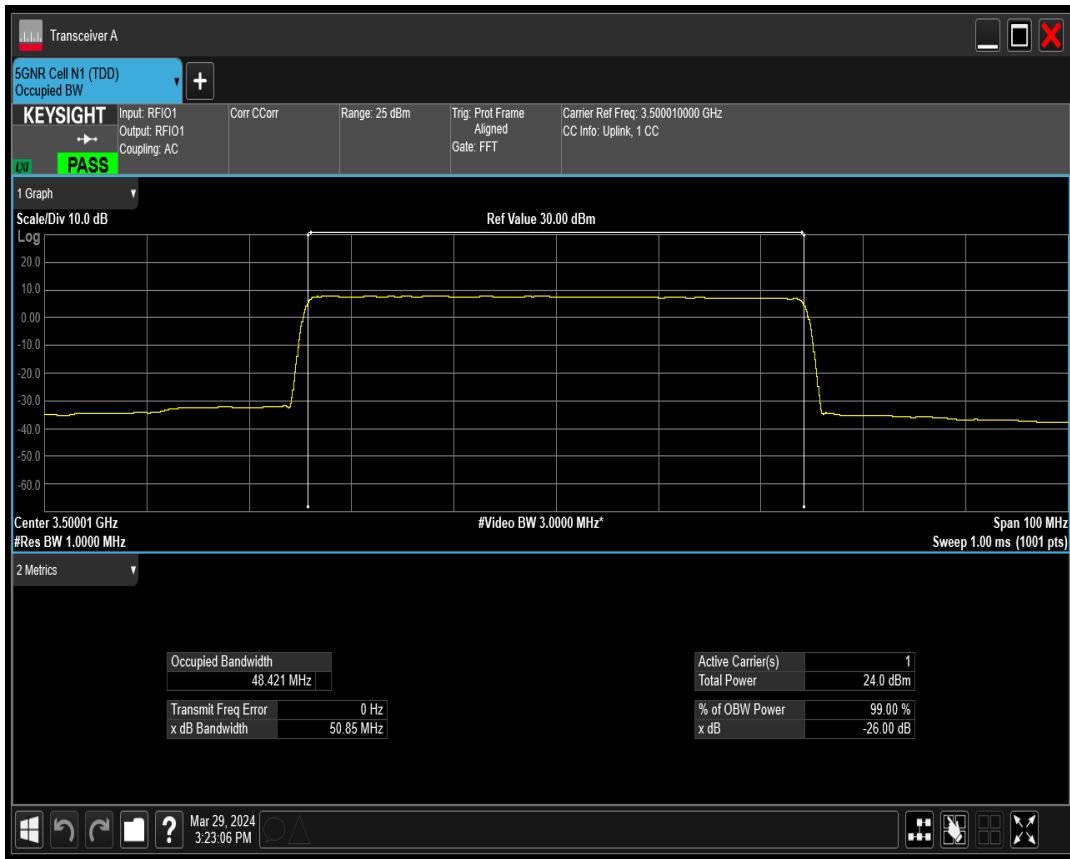 Transceiver A
5GNR Cell N1 (TDD)
Occupied BW
+
KEYSIGHT
LXI
PASS
Input: RFIO1
Output: RFIO1
Coupling: AC
Corr CCorr
Range: 25 dBm
Trig: Prot Frame
Aligned
Gate: FFT
Carrier Ref Freq: 3.500010000 GHz
CC Info: Uplink, 1 CC
1 Graph
Scale/Div 10.0 dB
Ref Value 30.00 dBm
Log
20.0
10.0
0.00
-10.0
-20.0
-30.0
-40.0
-50.0
-60.0
Center 3.50001 GHz
#Video BW 3.0000 MHz*
Span 100 MHz
#Res BW 1.0000 MHz
Sweep 1.00 ms (1001 pts)
2 Metrics
Occupied Bandwidth
48.421 MHz
Transmit Freq Error 0 Hz
x dB Bandwidth 50.85 MHz
Active Carrier(s) 1
Total Power 24.0 dBm
% of OBW Power 99.00 %
x dB -26.00 dB
?
Mar 29, 2024
3:23:06 PM